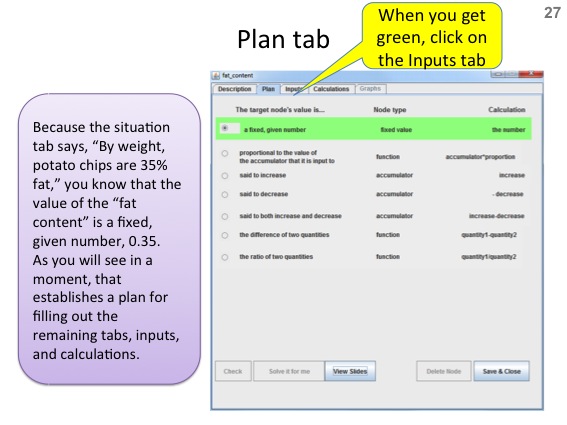 27
Plan tab
When you get
green, click on
the Inputs tab
Because the situation
tab says, “By weight,
potato chips are 35%
fat,” you know that the
value of the “fat
content” is a fixed,
given number, 0.35.
As you will see in a
moment, that
establishes a plan for
filling out the
remaining tabs, inputs,
and calculations.
fat_content
Description Plan Inputs Calculations Graphs
The target node's value is... Node type Calculation
a fixed, given number fixed value the number
proportional to the value of
the accumulator that it is input to function accumulator*proportion
said to increase accumulator increase
said to decrease accumulator - decrease
said to both increase and decrease accumulator increase-decrease
the difference of two quantities function quantity1-quantity2
the ratio of two quantities function quantity1/quantity2
Check Solve it for me View Slides Delete Node Save & Close